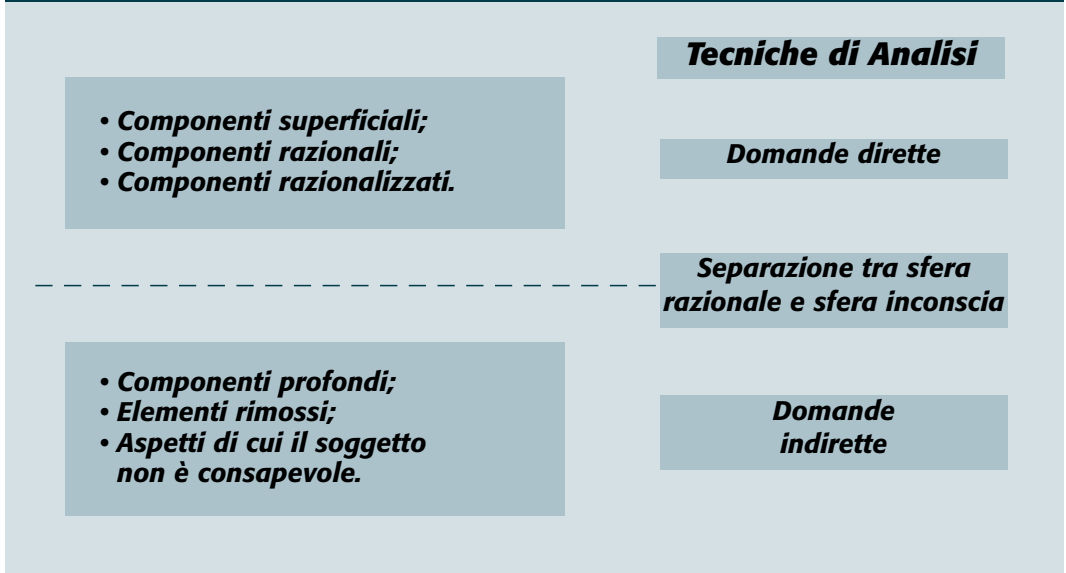 Tecniche di Analisi
• Componenti superficiali;
• Componenti razionali;
• Componenti razionalizzati.
Domande dirette
Separazione tra sfera
razionale e sfera inconscia
• Componenti profondi;
• Elementi rimossi;
• Aspetti di cui il soggetto
non è consapevole.
Domande
indirette